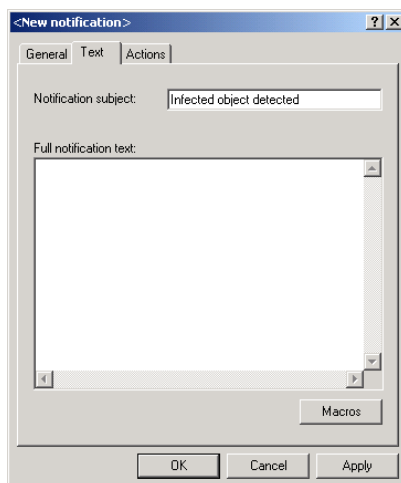 <New notification>
General Text Actions
Notification subject: Infected object detected
Full notification text:
Macros
OK Cancel Apply